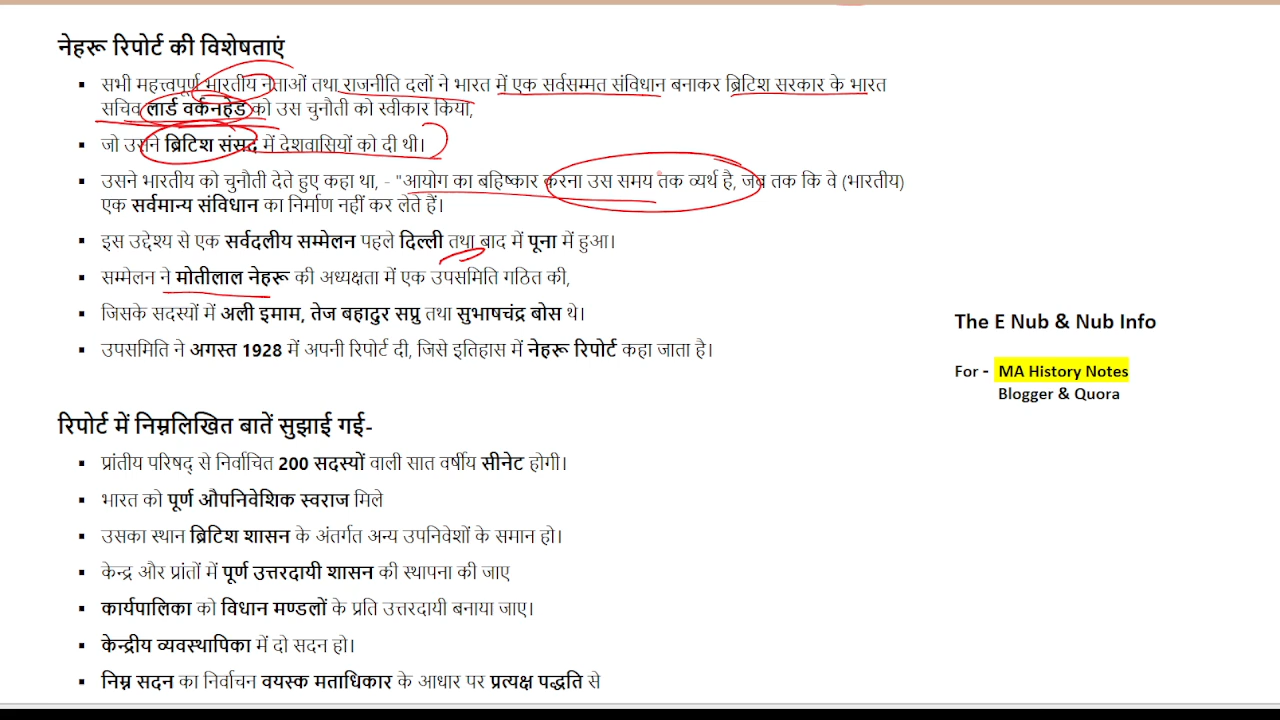 नेहरू रिपोर्ट की विशेषताएं
▪ सभी महत्त्वपूर्ण भारतीय नेताओं तथा राजनीति दलों ने भारत में एक सर्वसम्मत संविधान बनाकर ब्रिटिश सरकार के भारत
सचिव लार्ड वर्कनहेड को उस चुनौती को स्वीकार किया,
▪ जो उसने ब्रिटिश संसद में देशवासियों को दी थी।
▪ उसने भारतीय को चुनौती देते हुए कहा था, - "आयोग का बहिष्कार करना उस समय तक व्यर्थ है, जब तक कि वे (भारतीय)
एक सर्वमान्य संविधान का निर्माण नहीं कर लेते हैं।
▪ इस उद्देश्य से एक सर्वदलीय सम्मेलन पहले दिल्ली तथा बाद में पूना में हुआ।
▪ सम्मेलन ने मोतीलाल नेहरू की अध्यक्षता में एक उपसमिति गठित की,
▪ जिसके सदस्यों में अली इमाम, तेज बहादुर सप्रु तथा सुभाषचंद्र बोस थे।
▪ उपसमिति ने अगस्त 1928 में अपनी रिपोर्ट दी, जिसे इतिहास में नेहरू रिपोर्ट कहा जाता है।
The E Nub & Nub Info
For - MA History Notes
Blogger & Quora
रिपोर्ट में निम्नलिखित बातें सुझाई गई-
▪ प्रांतीय परिषद् से निर्वाचित 200 सदस्यों वाली सात वर्षीय सीनेट होगी।
▪ भारत को पूर्ण औपनिवेशिक स्वराज मिले
▪ उसका स्थान ब्रिटिश शासन के अंतर्गत अन्य उपनिवेशों के समान हो।
▪ केन्द्र और प्रांतों में पूर्ण उत्तरदायी शासन की स्थापना की जाए
▪ कार्यपालिका को विधान मण्डलों के प्रति उत्तरदायी बनाया जाए।
▪ केन्द्रीय व्यवस्थापिका में दो सदन हो।
▪ निम्न सदन का निर्वाचन वयस्क मताधिकार के आधार पर प्रत्यक्ष पद्धति से